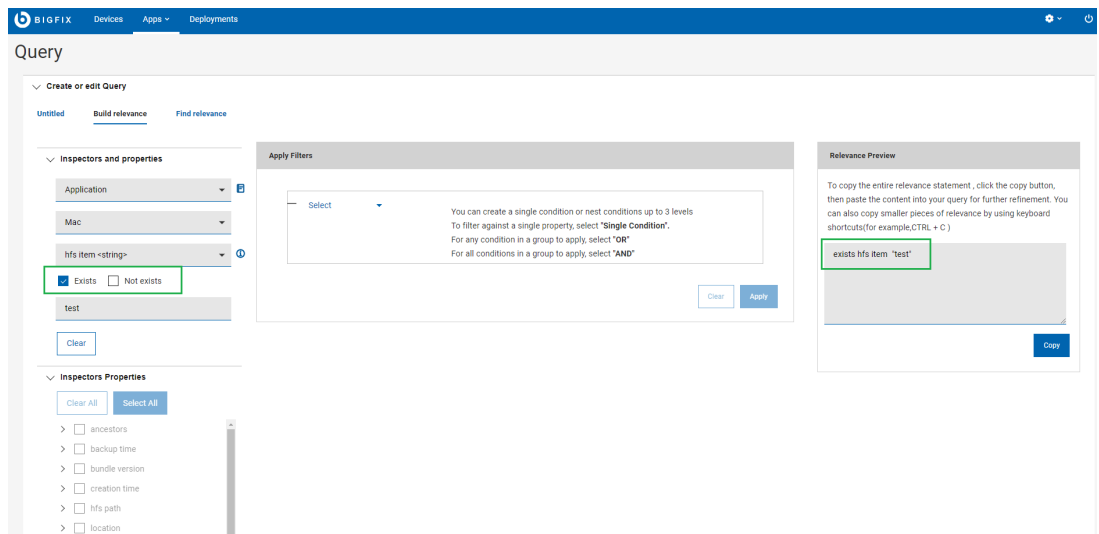 BIGFIX Devices Apps Deployments
Query
Create or edit Query
Untitled Build relevance Find relevance
Inspectors and properties
Application
Mac
hfs item <string>
Exists Not exists
test
Clear
Inspectors Properties
Clear All Select All
ancestors
backup time
bundle version
creation time
hfs path
location
Apply Filters
Select
You can create a single condition or nest conditions up to 3 levels
To filter against a single property, select "Single Condition".
For any condition in a group to apply, select "OR"
For all conditions in a group to apply, select "AND"
Clear Apply
Relevance Preview
To copy the entire relevance statement , click the copy button,
then paste the content into your query for further refinement. You
can also copy smaller pieces of relevance by using keyboard
shortcuts(for example,CTRL + C )
exists hfs item "test"
Copy